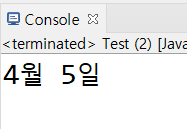 Console
<terminated> Test (2) [Java
4월 5일